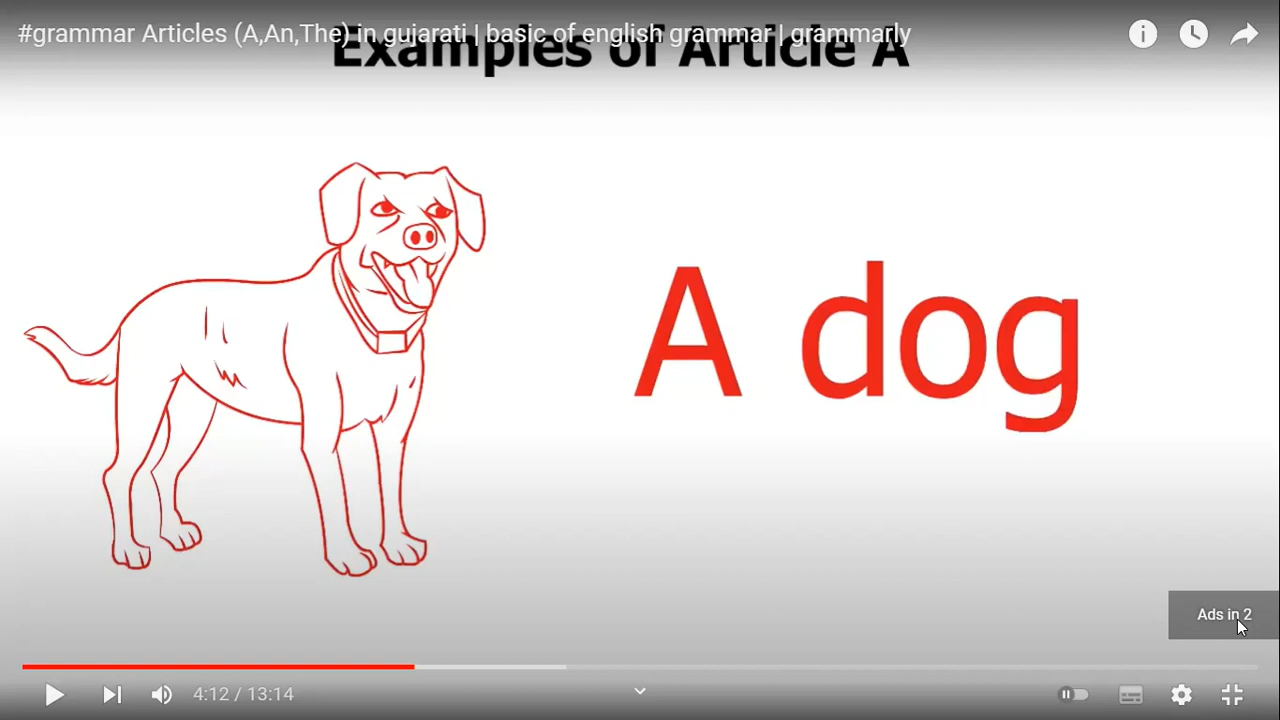 #grammar Articles (A,An,The) in gujarati | basic of english grammar | grammarly
Examples of Article A
A dog
Ads in 2
4:12 / 13:14